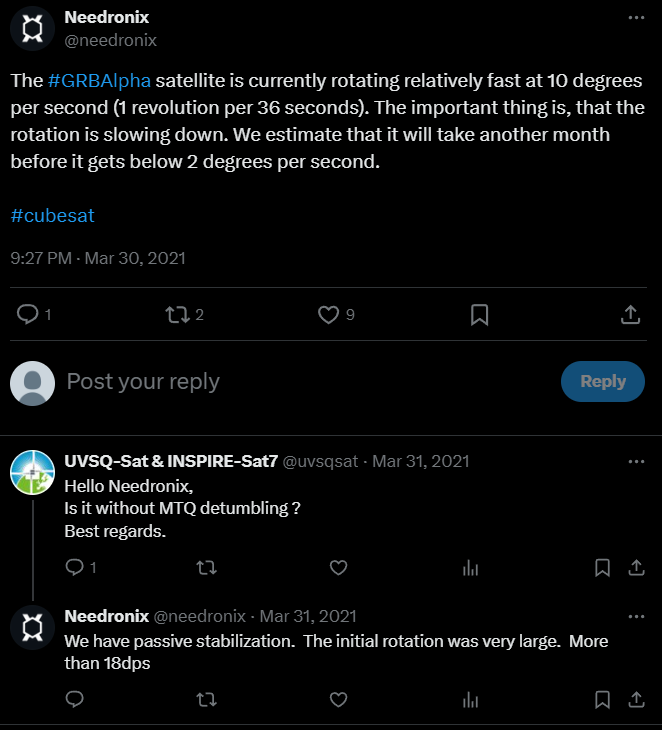 Needronix
@needronix
The #GRBAlpha satellite is currently rotating relatively fast at 10 degrees
per second (1 revolution per 36 seconds). The important thing is, that the
rotation is slowing down. We estimate that it will take another month
before it gets below 2 degrees per second.
#cubesat
9:27 PM · Mar 30, 2021
1 2 9
Post your reply Reply
UVSQ-Sat & INSPIRE-Sat7 @uvsqsat · Mar 31, 2021
Hello Needronix,
Is it without MTQ detumbling ?
Best regards.
1
Needronix @needronix · Mar 31, 2021
We have passive stabilization.  The initial rotation was very large.  More
than 18dps